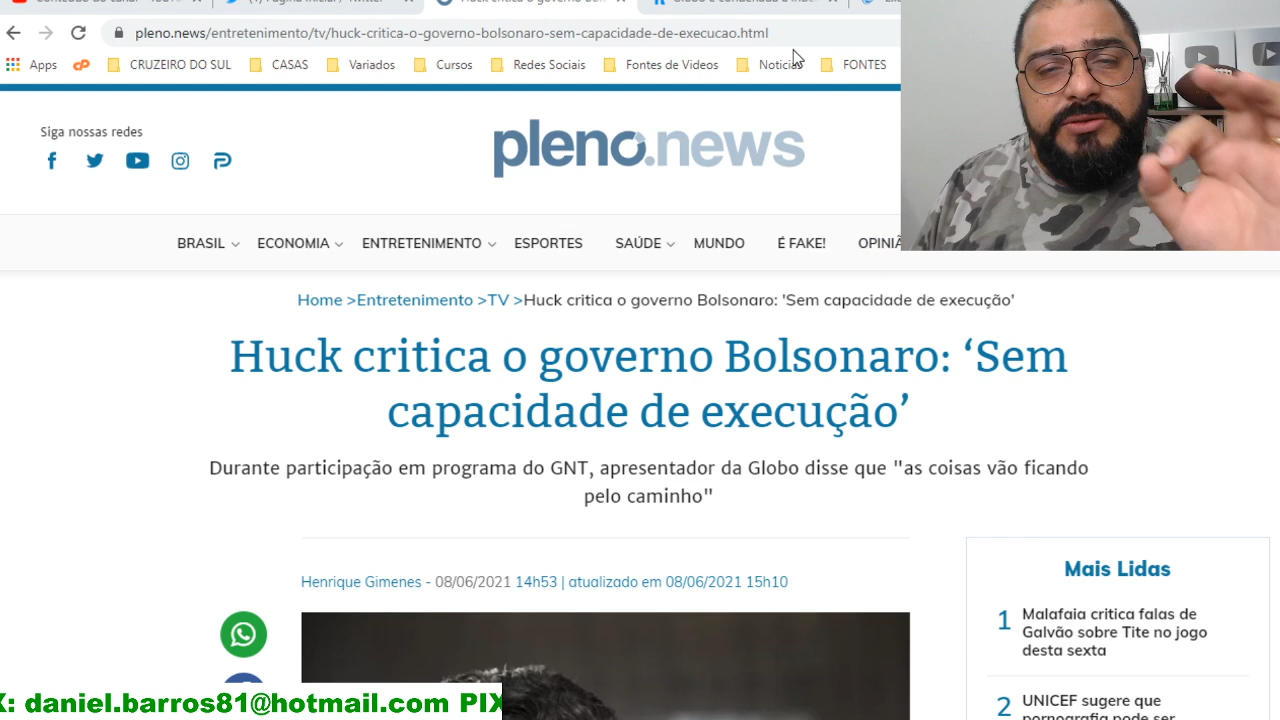 pleno.news/entretenimento/tv/huck-critica-o-governo-bolsonaro-sem-capacidade-de-execucao.html
Apps CRUZEIRO DO SUL CASAS Variados Cursos Redes Sociais Fontes de Videos Noticias FONTES
Siga nossas redes
pleno.news
BRASIL ECONOMIA ENTRETENIMENTO ESPORTES SAÚDE MUNDO É FAKE!
Home >Entretenimento >TV >Huck critica o governo Bolsonaro: 'Sem capacidade de execução'
Huck critica o governo Bolsonaro: ‘Sem
capacidade de execução’
Durante participação em programa do GNT, apresentador da Globo disse que "as coisas vão ficando
pelo caminho"
Henrique Gimenes - 08/06/2021 14h53 | atualizado em 08/06/2021 15h10
Mais Lidas
1 Malafaia critica falas de
Galvão sobre Tite no jogo
desta sexta
2 UNICEF sugere que
pornografia pode ser
X: daniel.barros81@hotmail.com PIX